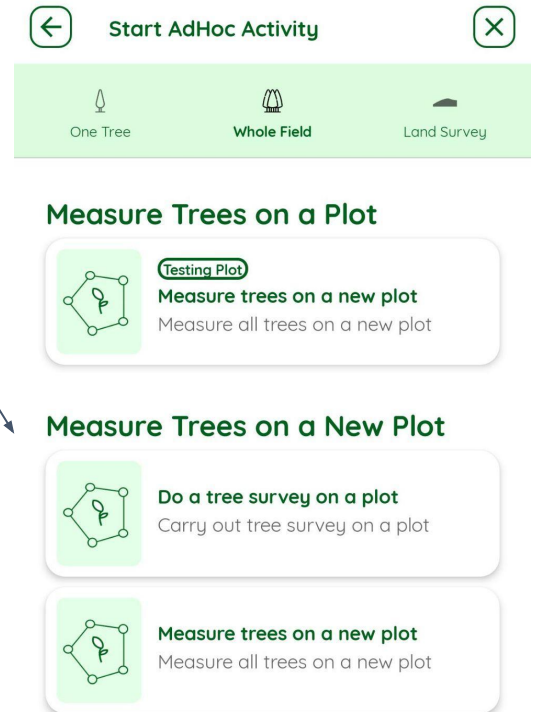 Start AdHoc Activity
One Tree
Whole Field
Land Survey
Measure Trees on a Plot
Testing Plot
Measure trees on a new plot
Measure all trees on a new plot
Measure Trees on a New Plot
Do a tree survey on a plot
Carry out tree survey on a plot
Measure trees on a new plot
Measure all trees on a new plot